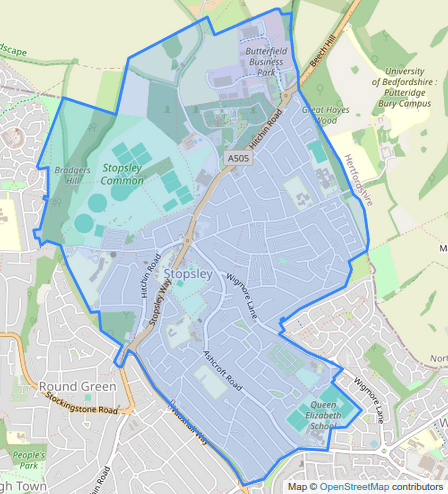 Butterfield
Business
Park
Beech Hill
University
of Bedfordshire :
Putteridge
Bury Campus
Great Hayes
Wood
Hitchin Road
A505
Hertfordshire
Bradgers
Hill
Stopsley
Common
Hitchin Road
Stopsley
Stopsley Way
Wigmore Lane
Ashcroft Road
Round Green
Stockingstone Road
Wigmore Lane
Queen
Elizabeth
School
Vauxhall Way
People's
Park
Hitchin Road
gh Town
Map © OpenStreetMap contributors